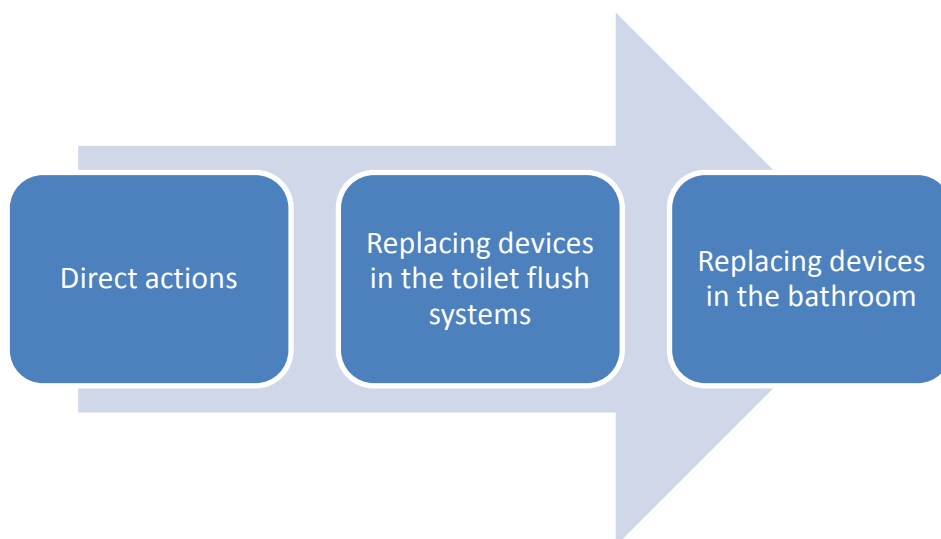 Direct actions
Replacing devices
in the toilet flush
systems
Replacing devices
in the bathroom